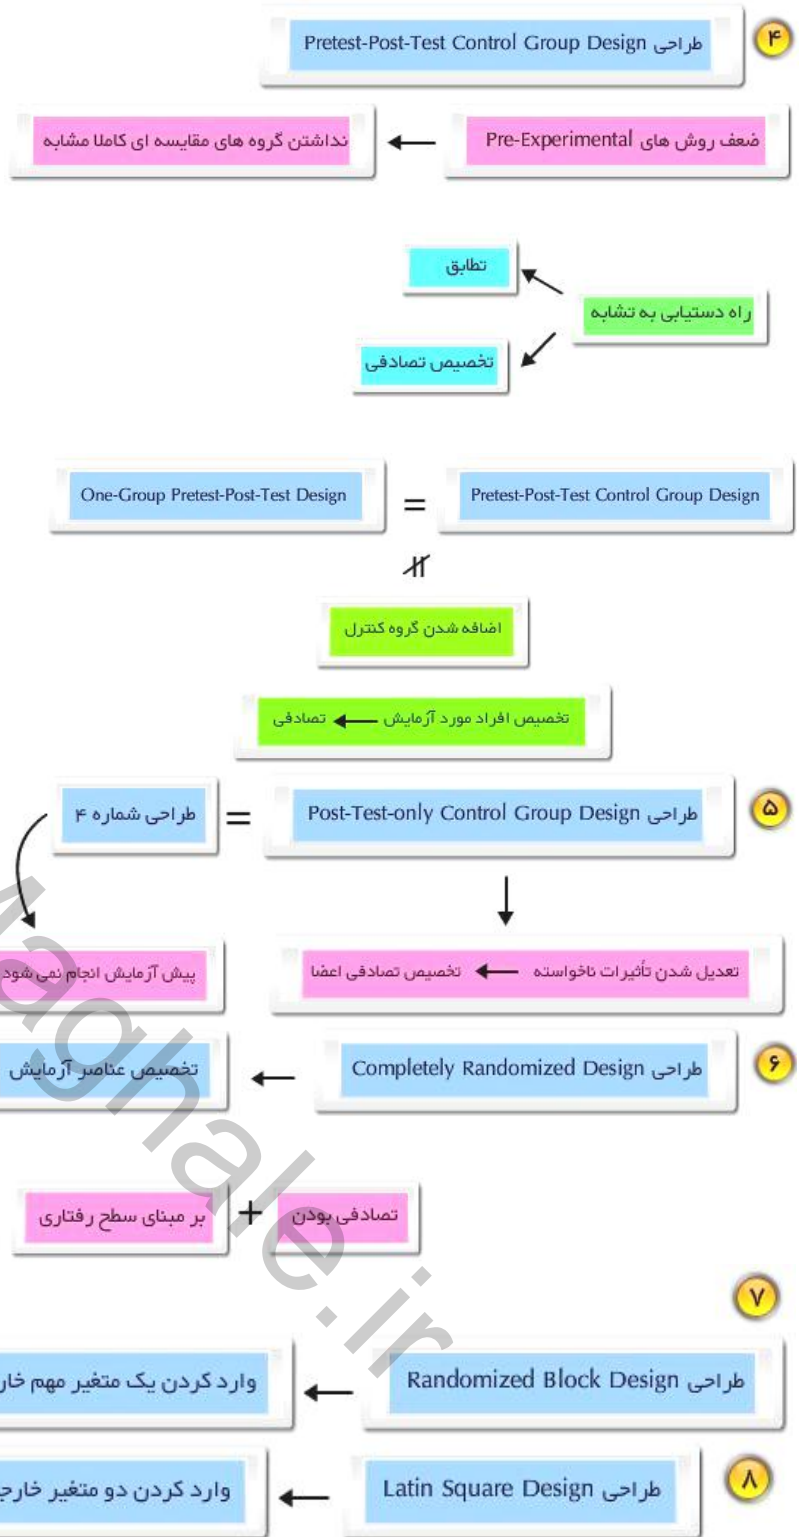 ۴
طراحی Pretest-Post-Test Control Group Design
ضعف روش های Pre-Experimental
نداشتن گروه های مقایسه ای کاملا مشابه
راه دستیابی به تشابه
تطابق
تخصیص تصادفی
Pretest-Post-Test Control Group Design
=
One-Group Pretest-Post-Test Design
اضافه شدن گروه کنترل
تخصیص افراد مورد آزمایش تصادفی
۵
طراحی Post-Test-only Control Group Design
=
طراحی شماره ۴
تعدیل شدن تأثیرات ناخواسته تخصیص تصادفی اعضا
پیش آزمایش انجام نمی شود
۶
طراحی Completely Randomized Design
تخصیص عناصر آزمایش
تصادفی بودن
+
بر مبنای سطح رفتاری
۷
طراحی Randomized Block Design
وارد کردن یک متغیر مهم
۸
طراحی Latin Square Design
وارد کردن دو متغیر
Maghale.ir